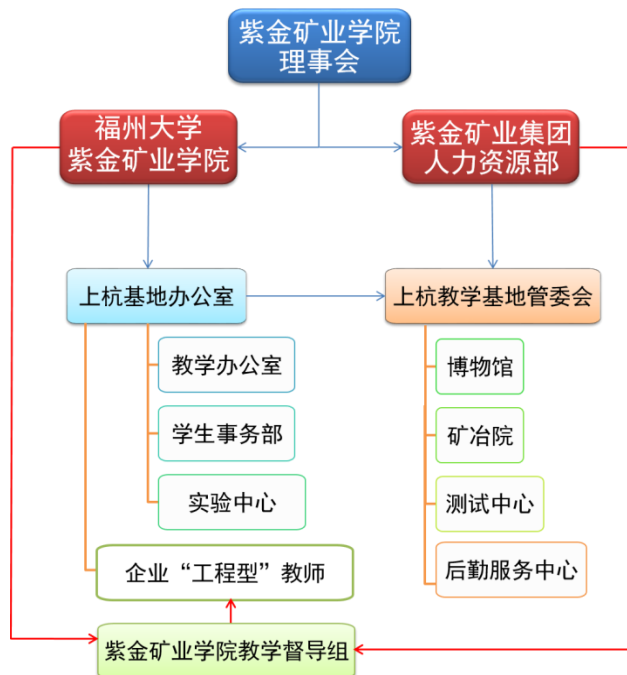 紫金矿业学院
理事会
福州大学
紫金矿业学院
紫金矿业集团
人力资源部
上杭基地办公室
上杭教学基地管委会
教学办公室
博物馆
学生事务部
矿冶院
实验中心
测试中心
企业“工程型”教师
后勤服务中心
紫金矿业学院教学督导组